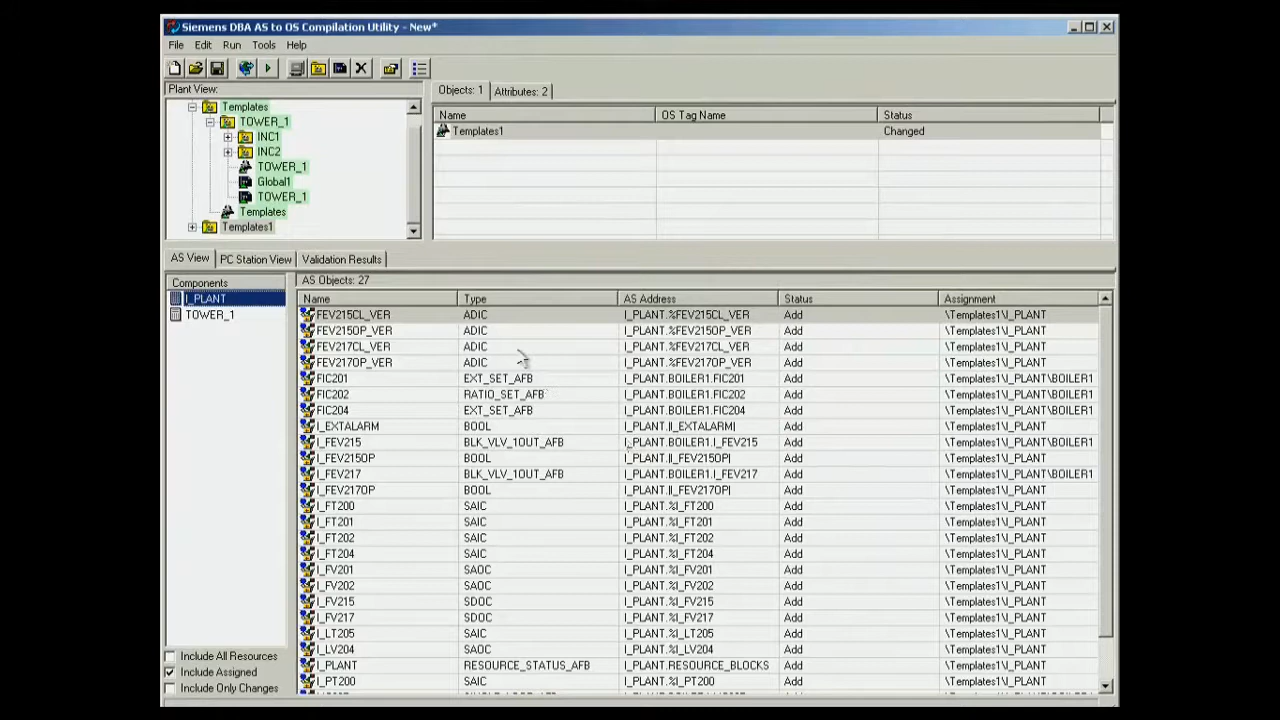 Siemens DBA AS to OS Compilation Utility - New*
File Edit Run Tools Help
Plant View:
Templates
TOWER_1
INC1
INC2
TOWER_1
Global1
TOWER_1
Templates
Templates1
Objects: 1 Attributes: 2
Name OS Tag Name Status
Templates1 Changed
AS View PC Station View Validation Results
Components
I_PLANT
TOWER_1
AS Objects: 27
Name Type AS Address Status Assignment
FEV215CL_VER ADIC I_PLANT.%FEV215CL_VER Add \Templates1\I_PLANT
FEV215OP_VER ADIC I_PLANT.%FEV215OP_VER Add \Templates1\I_PLANT
FEV217CL_VER ADIC I_PLANT.%FEV217CL_VER Add \Templates1\I_PLANT
FEV217OP_VER ADIC I_PLANT.%FEV217OP_VER Add \Templates1\I_PLANT
FIC201 EXT_SET_AFB I_PLANT.BOILER1.FIC201 Add \Templates1\I_PLANT\BOILER1
FIC202 RATIO_SET_AFB I_PLANT.BOILER1.FIC202 Add \Templates1\I_PLANT\BOILER1
FIC204 EXT_SET_AFB I_PLANT.BOILER1.FIC204 Add \Templates1\I_PLANT\BOILER1
I_EXTALARM BOOL I_PLANT.|I_EXTALARM| Add \Templates1\I_PLANT
I_FEV215 BLK_VLV_1OUT_AFB I_PLANT.BOILER1.I_FEV215 Add \Templates1\I_PLANT\BOILER1
I_FEV215OP BOOL I_PLANT.|I_FEV215OP| Add \Templates1\I_PLANT
I_FEV217 BLK_VLV_1OUT_AFB I_PLANT.BOILER1.I_FEV217 Add \Templates1\I_PLANT\BOILER1
I_FEV217OP BOOL I_PLANT.|I_FEV217OP| Add \Templates1\I_PLANT
I_FT200 SAIC I_PLANT.%I_FT200 Add \Templates1\I_PLANT
I_FT201 SAIC I_PLANT.%I_FT201 Add \Templates1\I_PLANT
I_FT202 SAIC I_PLANT.%I_FT202 Add \Templates1\I_PLANT
I_FT204 SAIC I_PLANT.%I_FT204 Add \Templates1\I_PLANT
I_FV201 SAOC I_PLANT.%I_FV201 Add \Templates1\I_PLANT
I_FV202 SAOC I_PLANT.%I_FV202 Add \Templates1\I_PLANT
I_FV215 SDOC I_PLANT.%I_FV215 Add \Templates1\I_PLANT
I_FV217 SDOC I_PLANT.%I_FV217 Add \Templates1\I_PLANT
I_LT205 SAIC I_PLANT.%I_LT205 Add \Templates1\I_PLANT
I_LV204 SAOC I_PLANT.%I_LV204 Add \Templates1\I_PLANT
I_PLANT RESOURCE_STATUS_AFB I_PLANT.RESOURCE_BLOCKS Add \Templates1\I_PLANT
I_PT200 SAIC I_PLANT.%I_PT200 Add \Templates1\I_PLANT
Include All Resources
Include Assigned
Include Only Changes